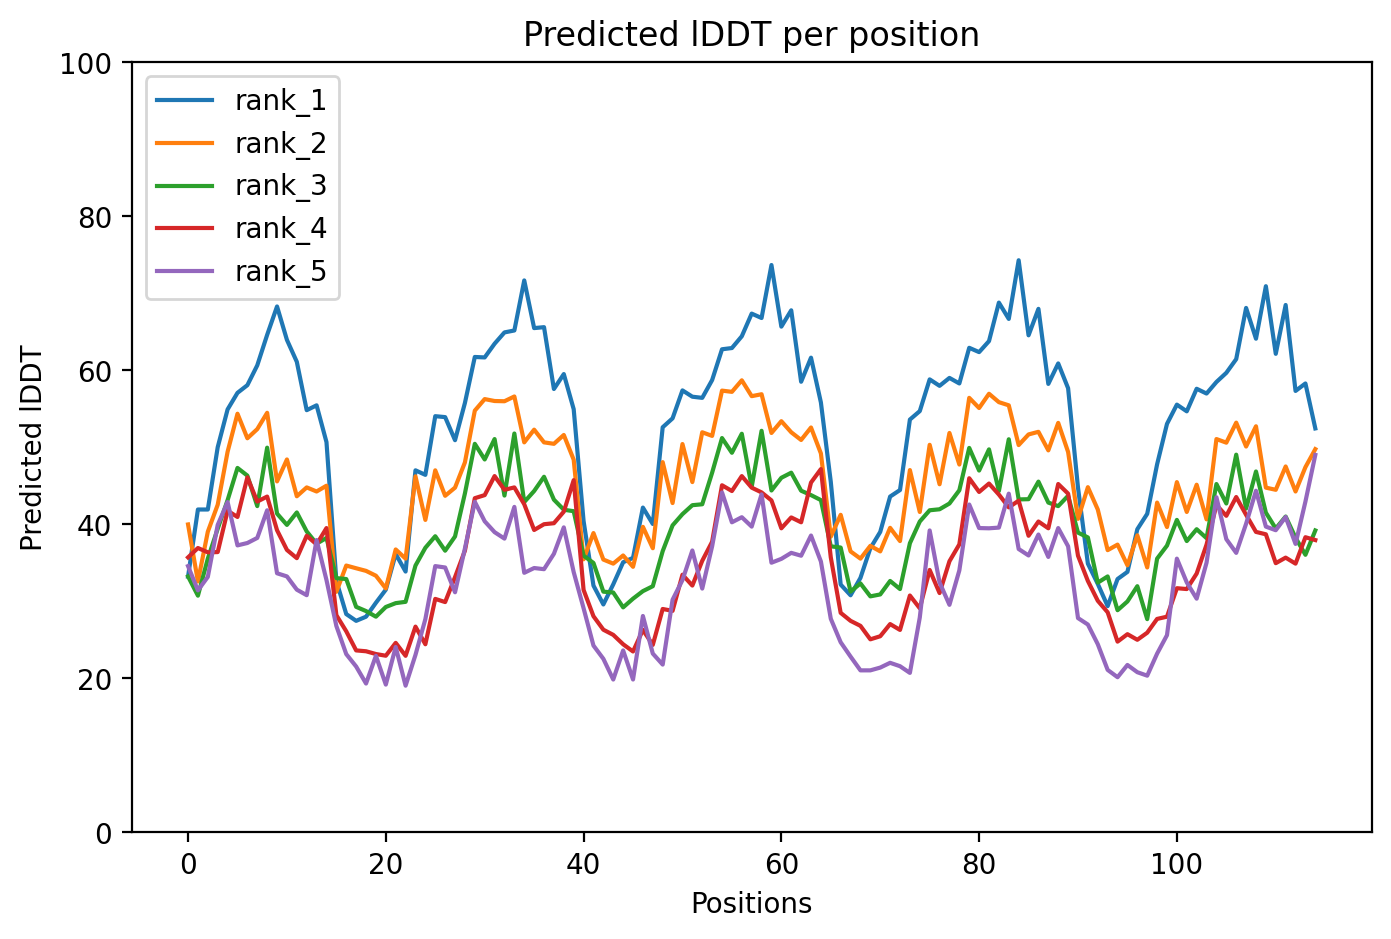 Predicted lDDT per position
100
80
60
40
20
0
Predicted lDDT
rank_1
rank_2
rank_3
rank_4
rank_5
0 20 40 60 80 100
Positions